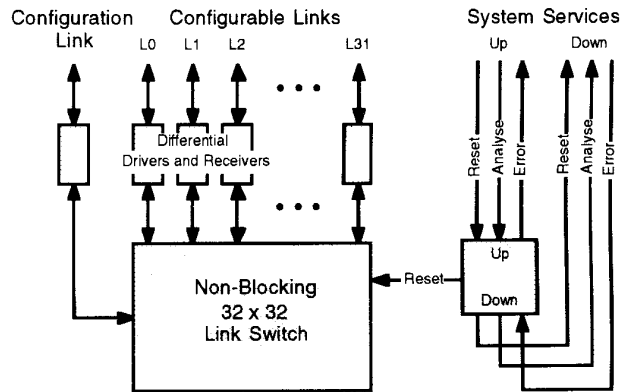 Configuration
Link
Configurable Links
System Services
L0 L1 L2 L31
Up Down
Differential
Drivers and Receivers
Reset
Analyse
Error
Reset
Analyse
Error
Up
Down
Reset
Non-Blocking
32 x 32
Link Switch